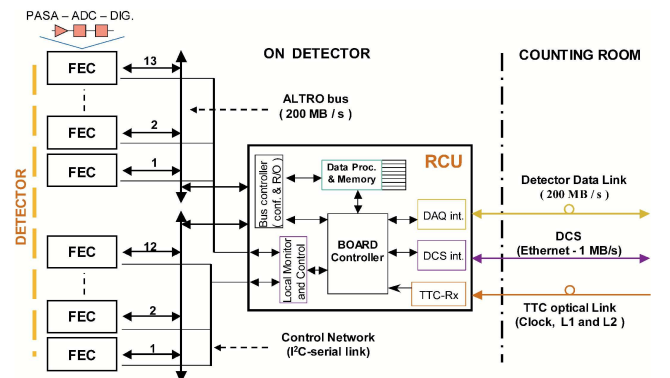 PASA – ADC – DIG.
ON DETECTOR
COUNTING ROOM
DETECTOR
FEC
13
FEC
2
FEC
1
ALTRO bus
( 200 MB / s )
RCU
Bus controller
( conf. & R/O )
Data Proc.
& Memory
BOARD
Controller
DAQ int.
DCS int.
TTC-Rx
Local Monitor
and Control
Detector Data Link
( 200 MB / s )
DCS
(Ethernet - 1 MB/s)
TTC optical Link
(Clock, L1 and L2 )
FEC
12
FEC
2
FEC
1
Control Network
(I²C-serial link)